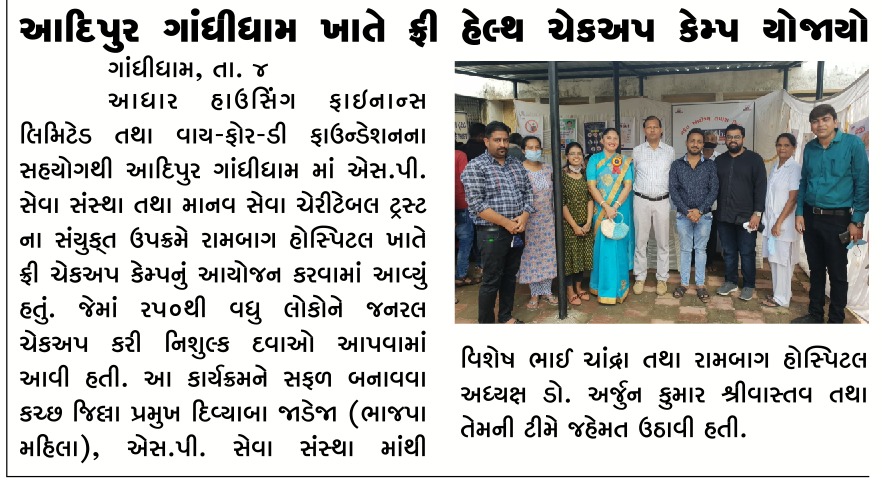 આદિપુર ગાંધીધામ ખાતે ફ્રી હેલ્થ ચેકઅપ કેમ્પ યોજાયો
ગાંધીધામ, તા. ૪
આધાર હાઉસિંગ ફાઇનાન્સ
લિમિટેડ તથા વાય-ફોર-ડી ફાઉન્ડેશનના
સહયોગથી આદિપુર ગાંધીધામ માં એસ.પી.
સેવા સંસ્થા તથા માનવ સેવા ચેરીટેબલ ટ્રસ્ટ
ના સંયુક્ત ઉપક્રમે રામબાગ હોસ્પિટલ ખાતે
ફ્રી ચેકઅપ કેમ્પનું આયોજન કરવામાં આવ્યું
હતું. જેમાં ૨૫૦થી વધુ લોકોને જનરલ
ચેકઅપ કરી નિશુલ્ક દવાઓ આપવામાં
આવી હતી. આ કાર્યક્રમને સફળ બનાવવા
કચ્છ જિલ્લા પ્રમુખ દિવ્યાબા જાડેજા (ભાજપા
મહિલા), એસ.પી. સેવા સંસ્થા માંથી
વિશેષ ભાઈ ચાંદ્રા તથા રામબાગ હોસ્પિટલ
અધ્યક્ષ ડો. અર્જુન કુમાર શ્રીવાસ્તવ તથા
તેમની ટીમે જહેમત ઉઠાવી હતી.